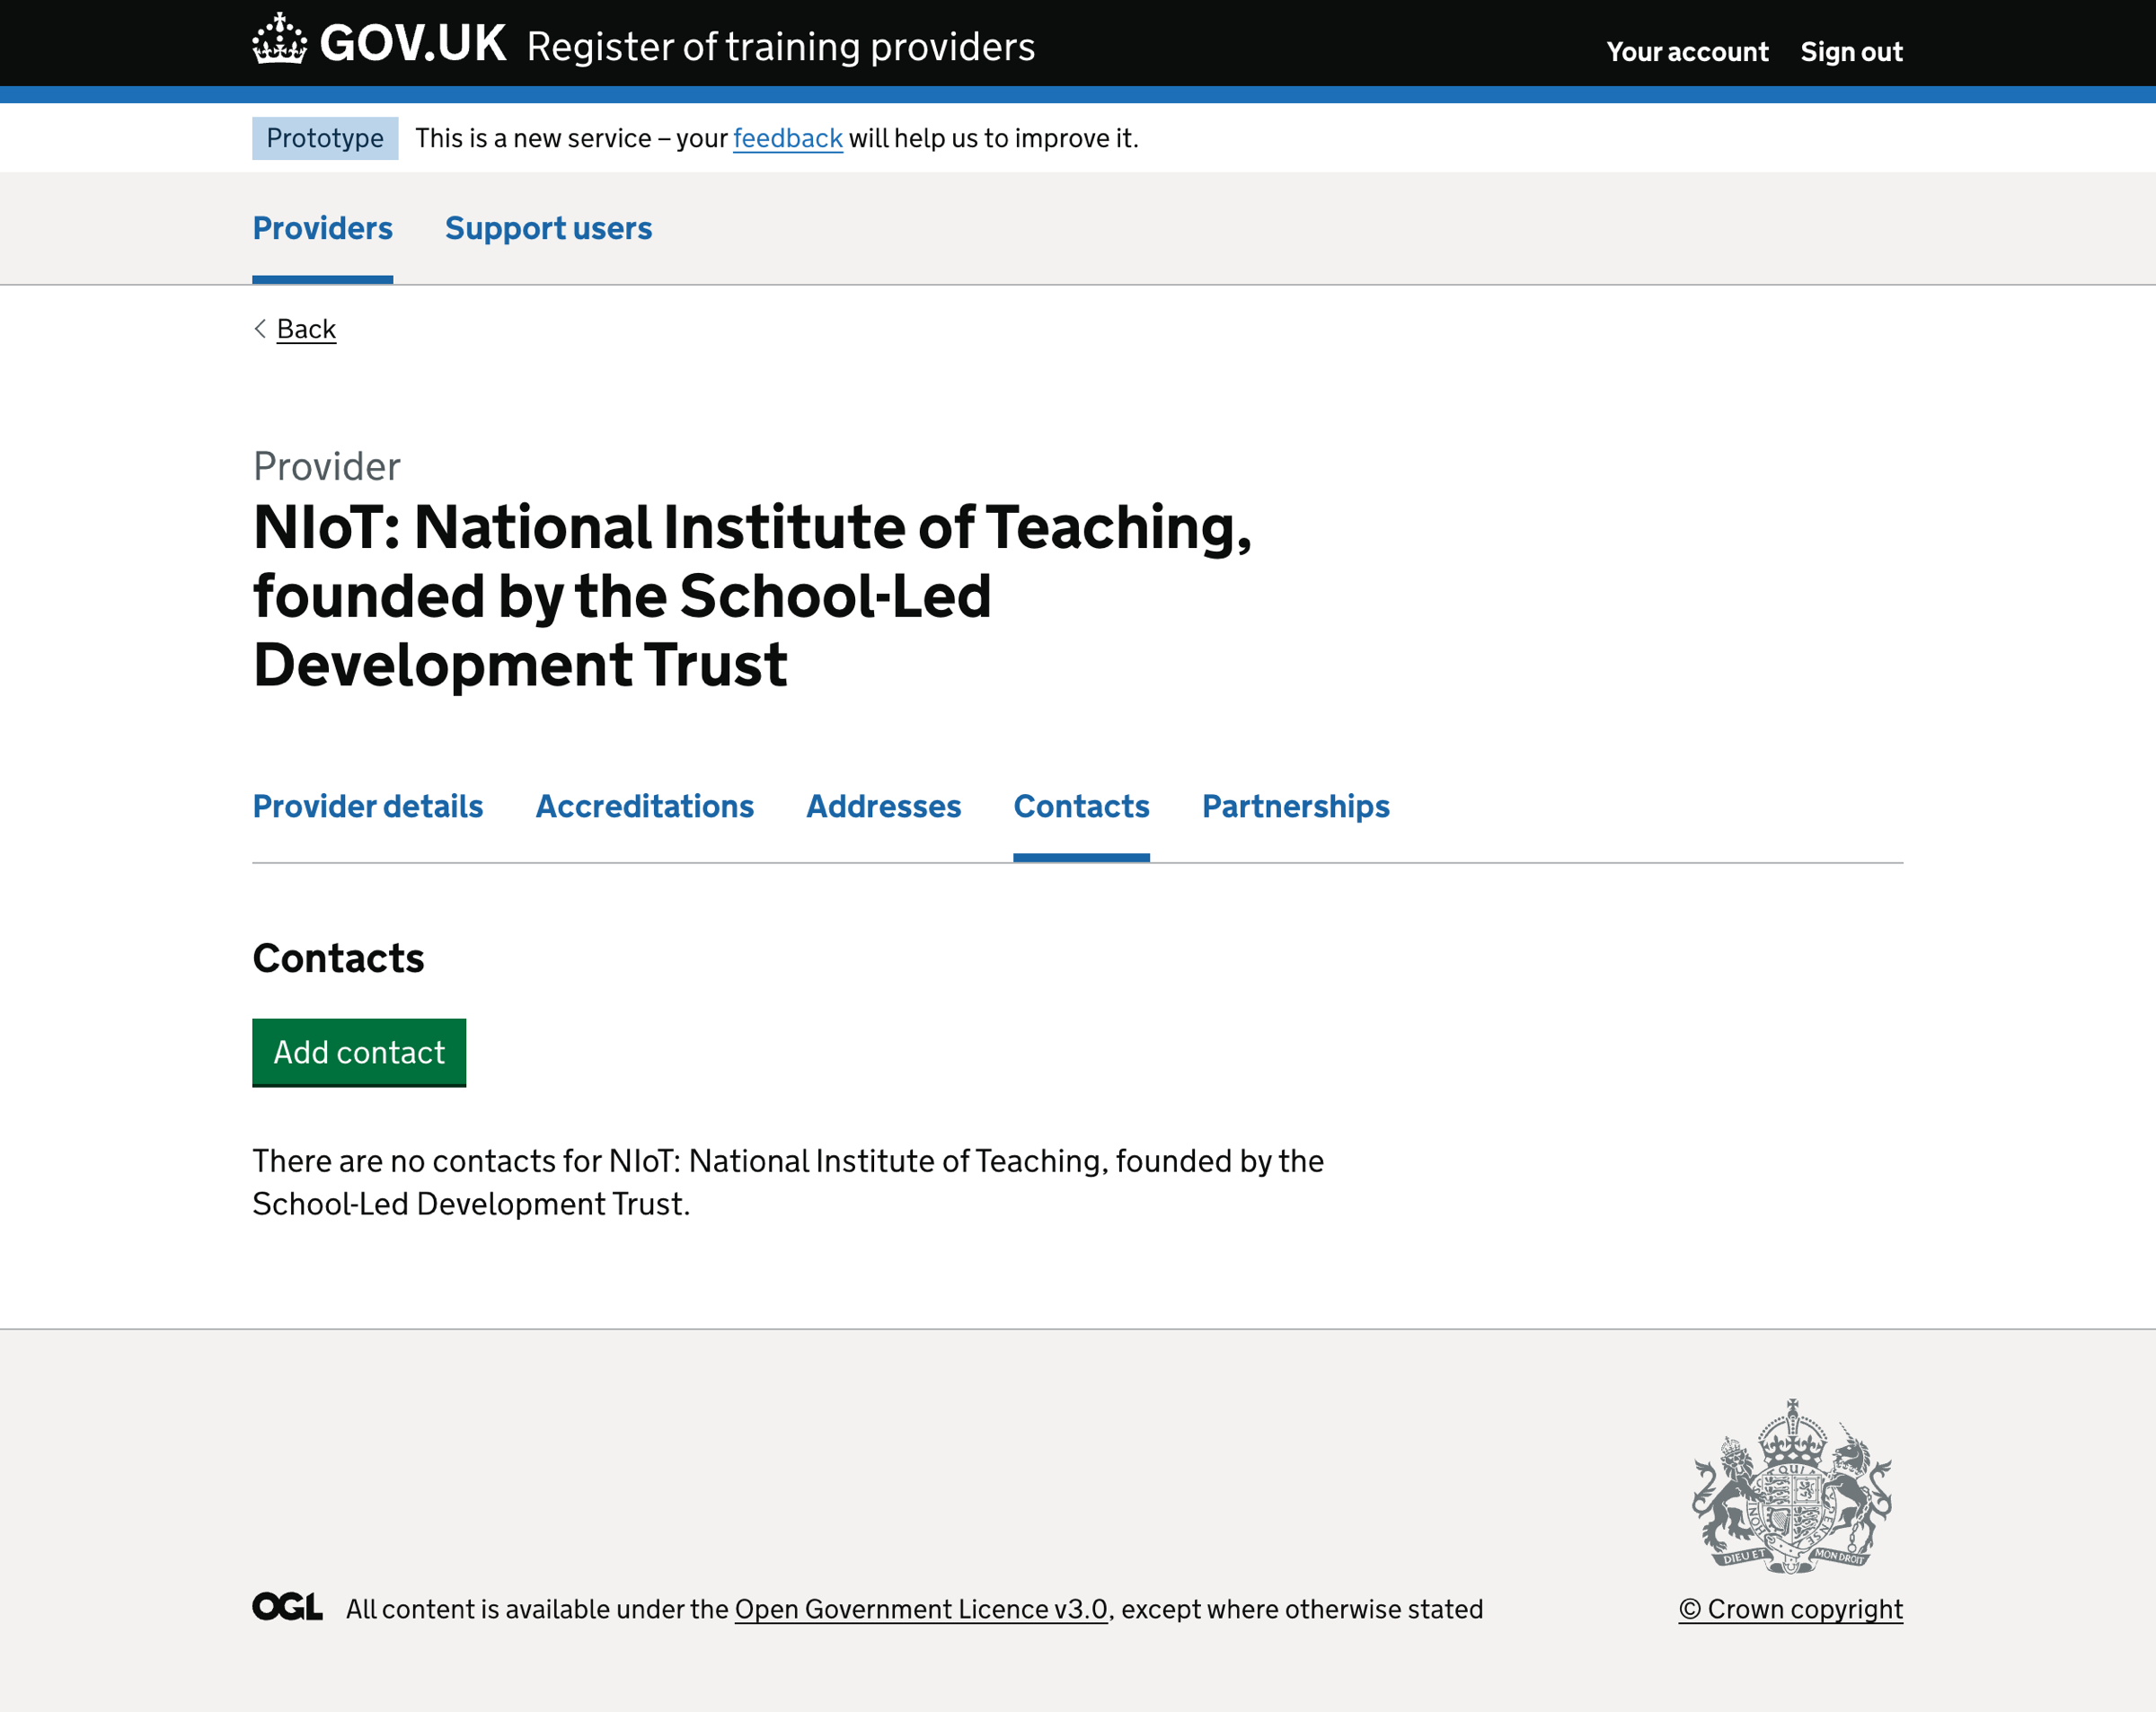 GOV.UK Register of training providers
Your account Sign out
Prototype This is a new service – your feedback will help us to improve it.
Providers Support users
Back
Provider
NIoT: National Institute of Teaching,
founded by the School-Led
Development Trust
Provider details Accreditations Addresses Contacts Partnerships
Contacts
Add contact
There are no contacts for NIoT: National Institute of Teaching, founded by the
School-Led Development Trust.
DIEU ET MON DROIT
OGL All content is available under the Open Government Licence v3.0, except where otherwise stated
© Crown copyright